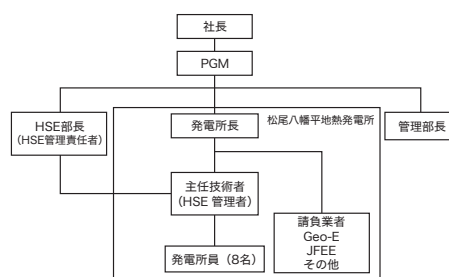 社長
PGM
HSE部長
(HSE管理責任者)
発電所長
松尾八幡平地熱発電所
管理部長
主任技術者
(HSE 管理者)
請負業者
Geo-E
JFEE
その他
発電所員(8名)